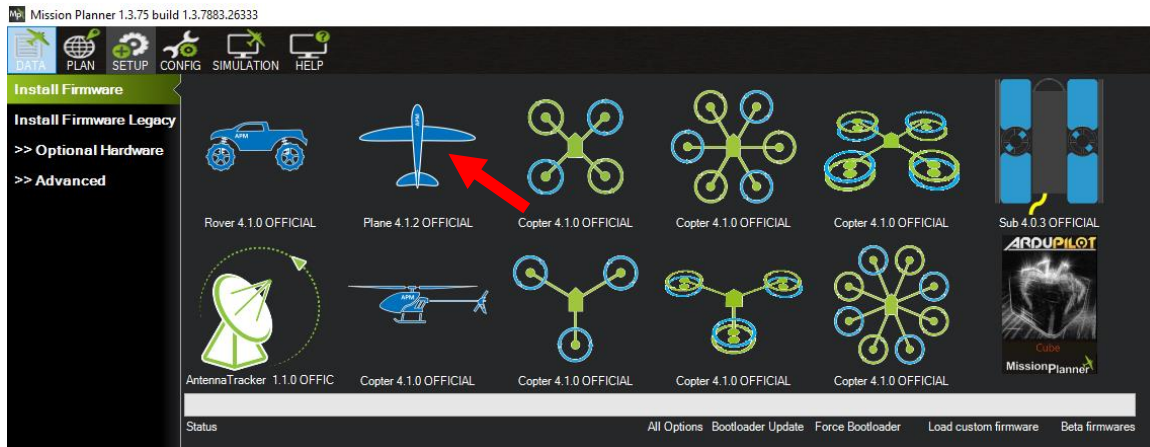 Mission Planner 1.3.75 build 1.3.7883.26333
DATA PLAN SETUP CONFIG SIMULATION HELP
Install Firmware
Install Firmware Legacy
>> Optional Hardware
>> Advanced
APM
Rover 4.1.0 OFFICIAL
Plane 4.1.2 OFFICIAL
Copter 4.1.0 OFFICIAL
Copter 4.1.0 OFFICIAL
Copter 4.1.0 OFFICIAL
Sub 4.0.3 OFFICIAL
APM
ARDUPILOT
Cube
MissionPlanner
AntennaTracker 1.1.0 OFFIC
Copter 4.1.0 OFFICIAL
Copter 4.1.0 OFFICIAL
Copter 4.1.0 OFFICIAL
Copter 4.1.0 OFFICIAL
Status
All Options Bootloader Update Force Bootloader Load custom firmware Beta firmwares